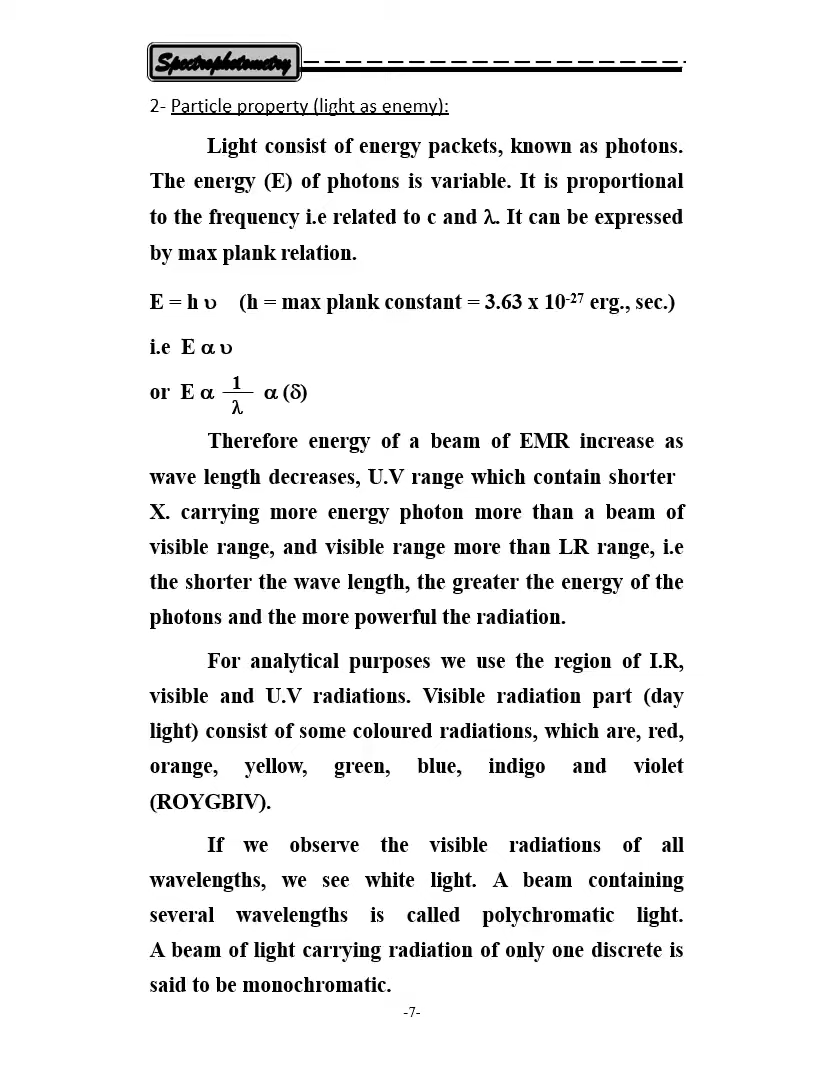 Spectrophotometry
2- Particle property (light as enemy):
Light consist of energy packets, known as photons.
The energy (E) of photons is variable. It is proportional
to the frequency i.e related to c and λ. It can be expressed
by max plank relation.
E = h υ (h = max plank constant = 3.63 x 10⁻²⁷ erg., sec.)
i.e E α υ
or E α 1/λ α (δ)
Therefore energy of a beam of EMR increase as
wave length decreases, U.V range which contain shorter
X. carrying more energy photon more than a beam of
visible range, and visible range more than LR range, i.e
the shorter the wave length, the greater the energy of the
photons and the more powerful the radiation.
For analytical purposes we use the region of I.R,
visible and U.V radiations. Visible radiation part (day
light) consist of some coloured radiations, which are, red,
orange, yellow, green, blue, indigo and violet
(ROYGBIV).
If we observe the visible radiations of all
wavelengths, we see white light. A beam containing
several wavelengths is called polychromatic light.
A beam of light carrying radiation of only one discrete is
said to be monochromatic.
-7-